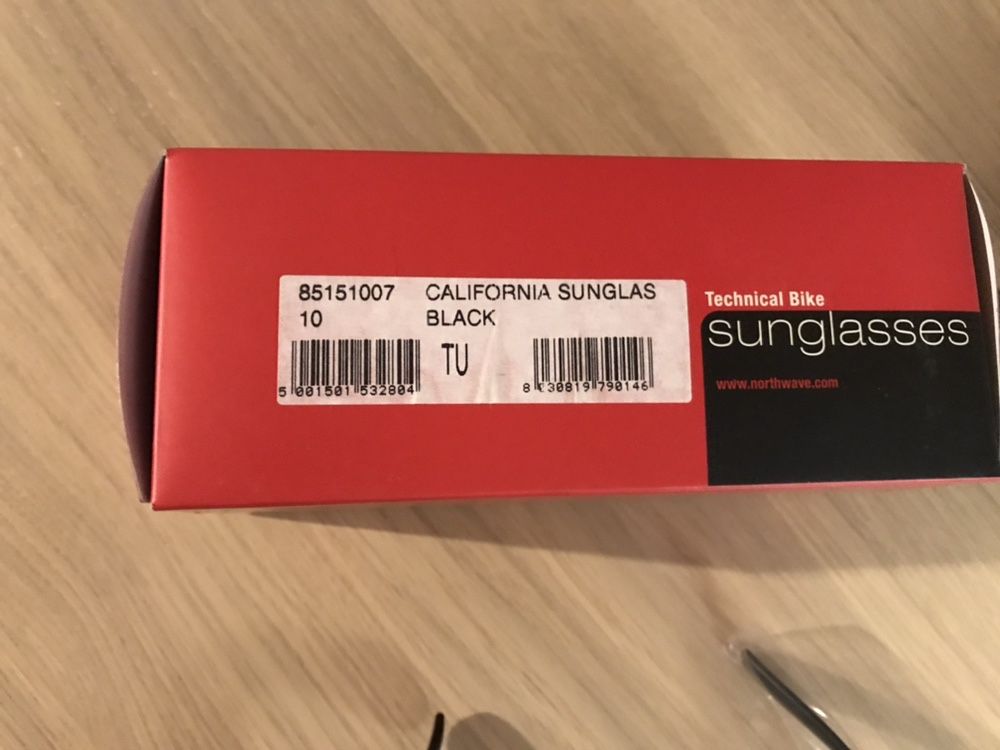 85151007 CALIFORNIA SUNGLAS
10 BLACK
TU
5 001501 532804
8 030819 790146
Technical Bike
sunglasses
www.northwave.com